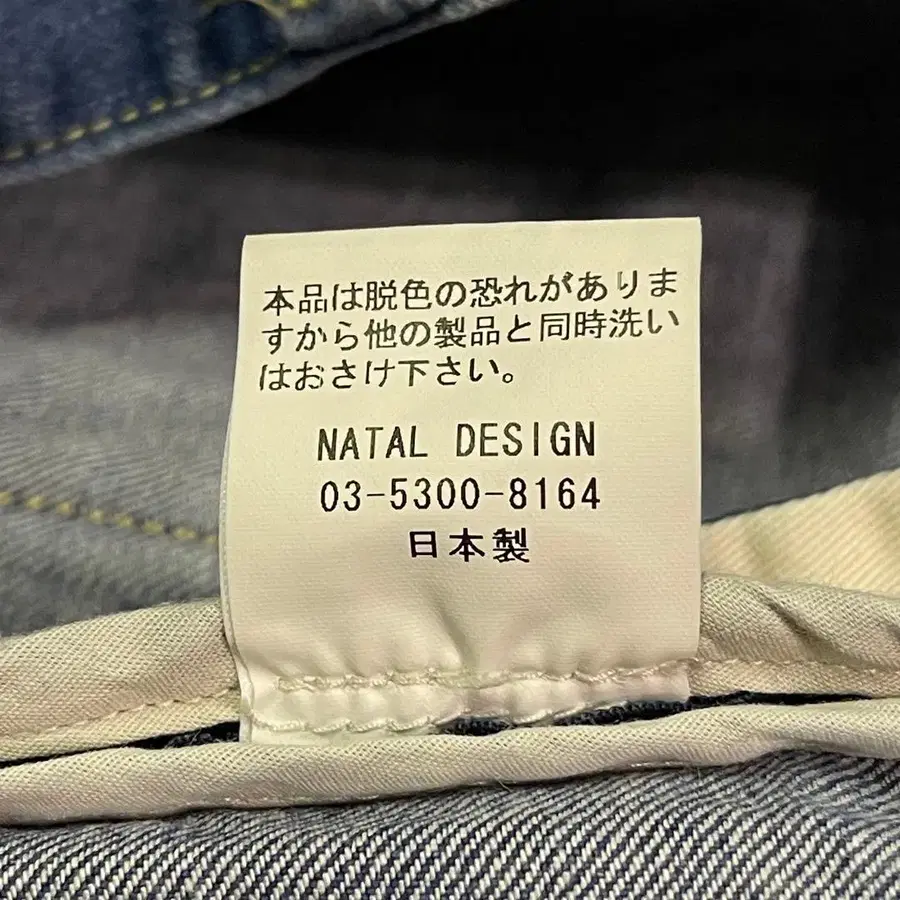 本品は脱色の恐れがありま
すから他の製品と同時洗い
はおさけ下さい。
NATAL DESIGN
03-5300-8164
日本製